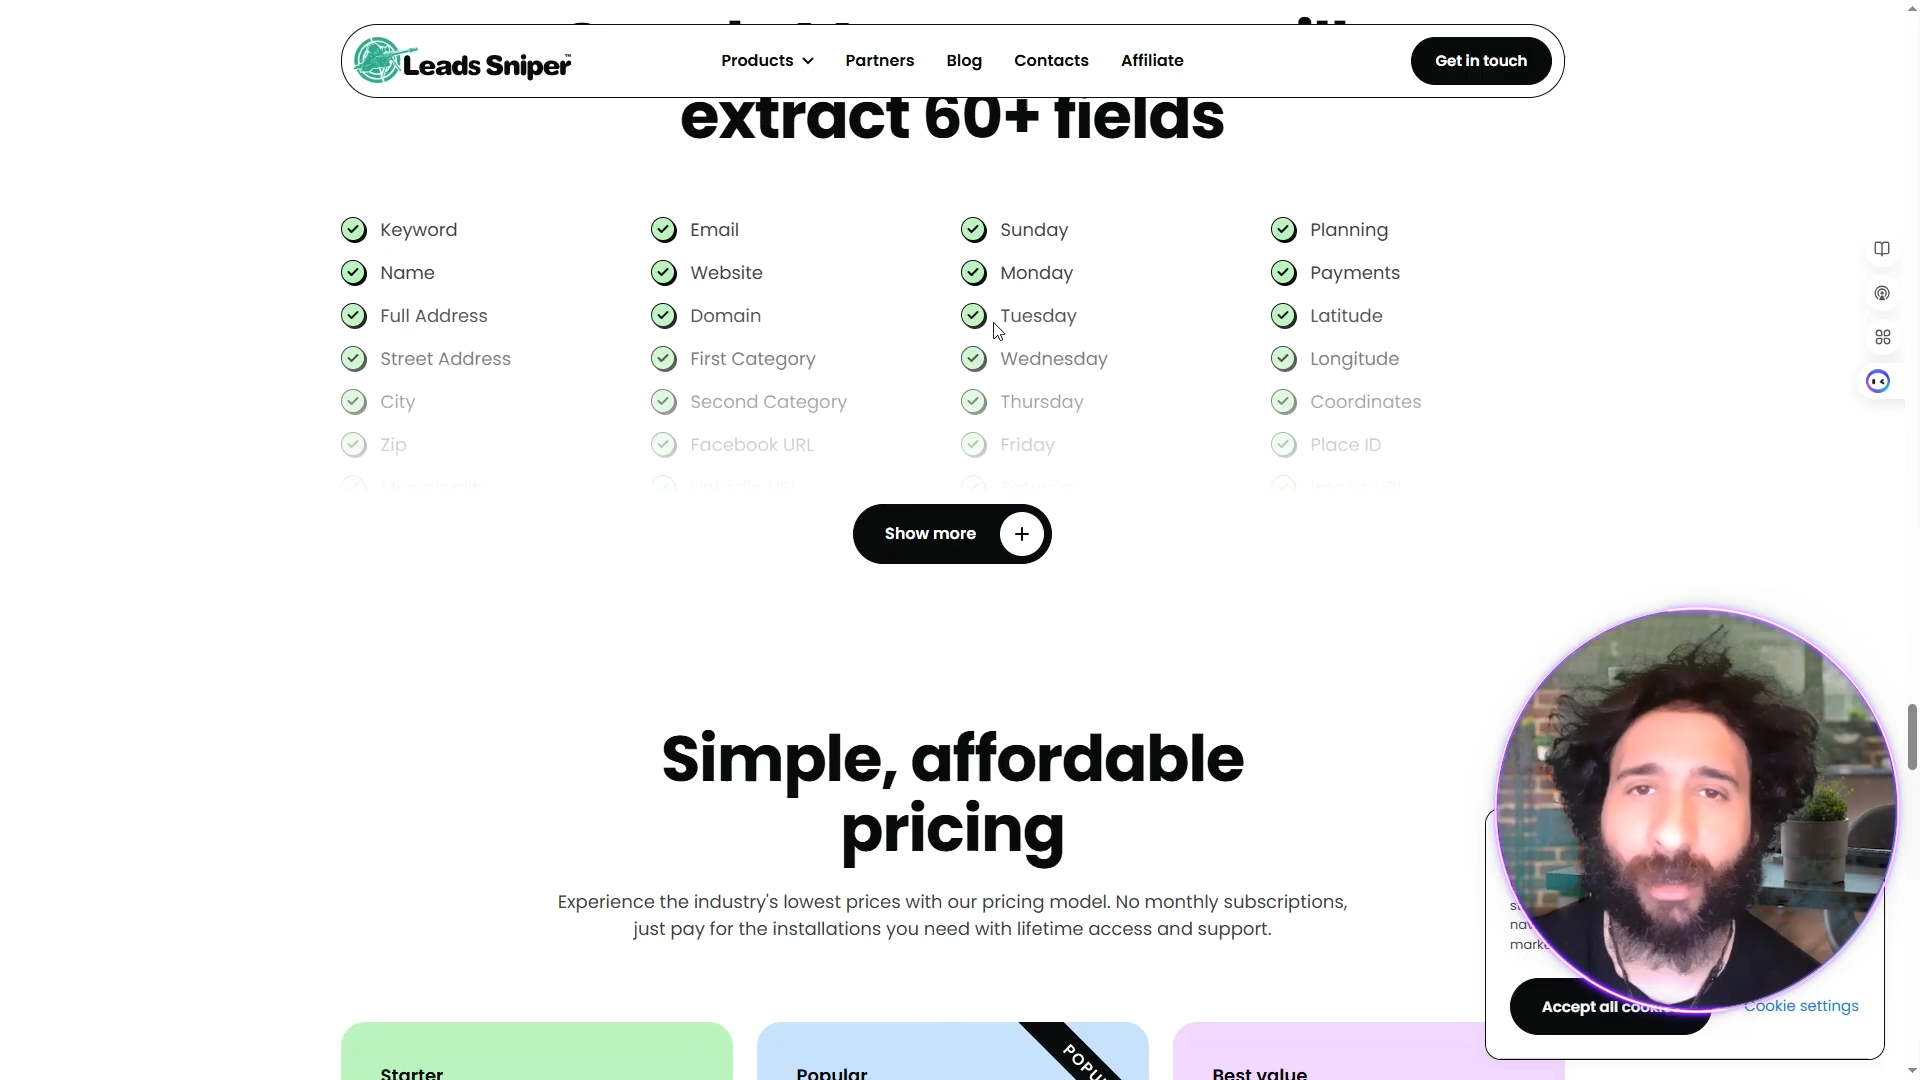 Leads Sniper™
Products
Partners
Blog
Contacts
Affiliate
Get in touch
extract 60+ fields
Keyword
Email
Sunday
Planning
Name
Website
Monday
Payments
Full Address
Domain
Tuesday
Latitude
Street Address
First Category
Wednesday
Longitude
City
Second Category
Thursday
Coordinates
Zip
Facebook URL
Friday
Place ID
Show more
Simple, affordable
pricing
Experience the industry's lowest prices with our pricing model. No monthly subscriptions,
just pay for the installations you need with lifetime access and support.
Accept all
Cookie settings
Starter
Popular
Best value